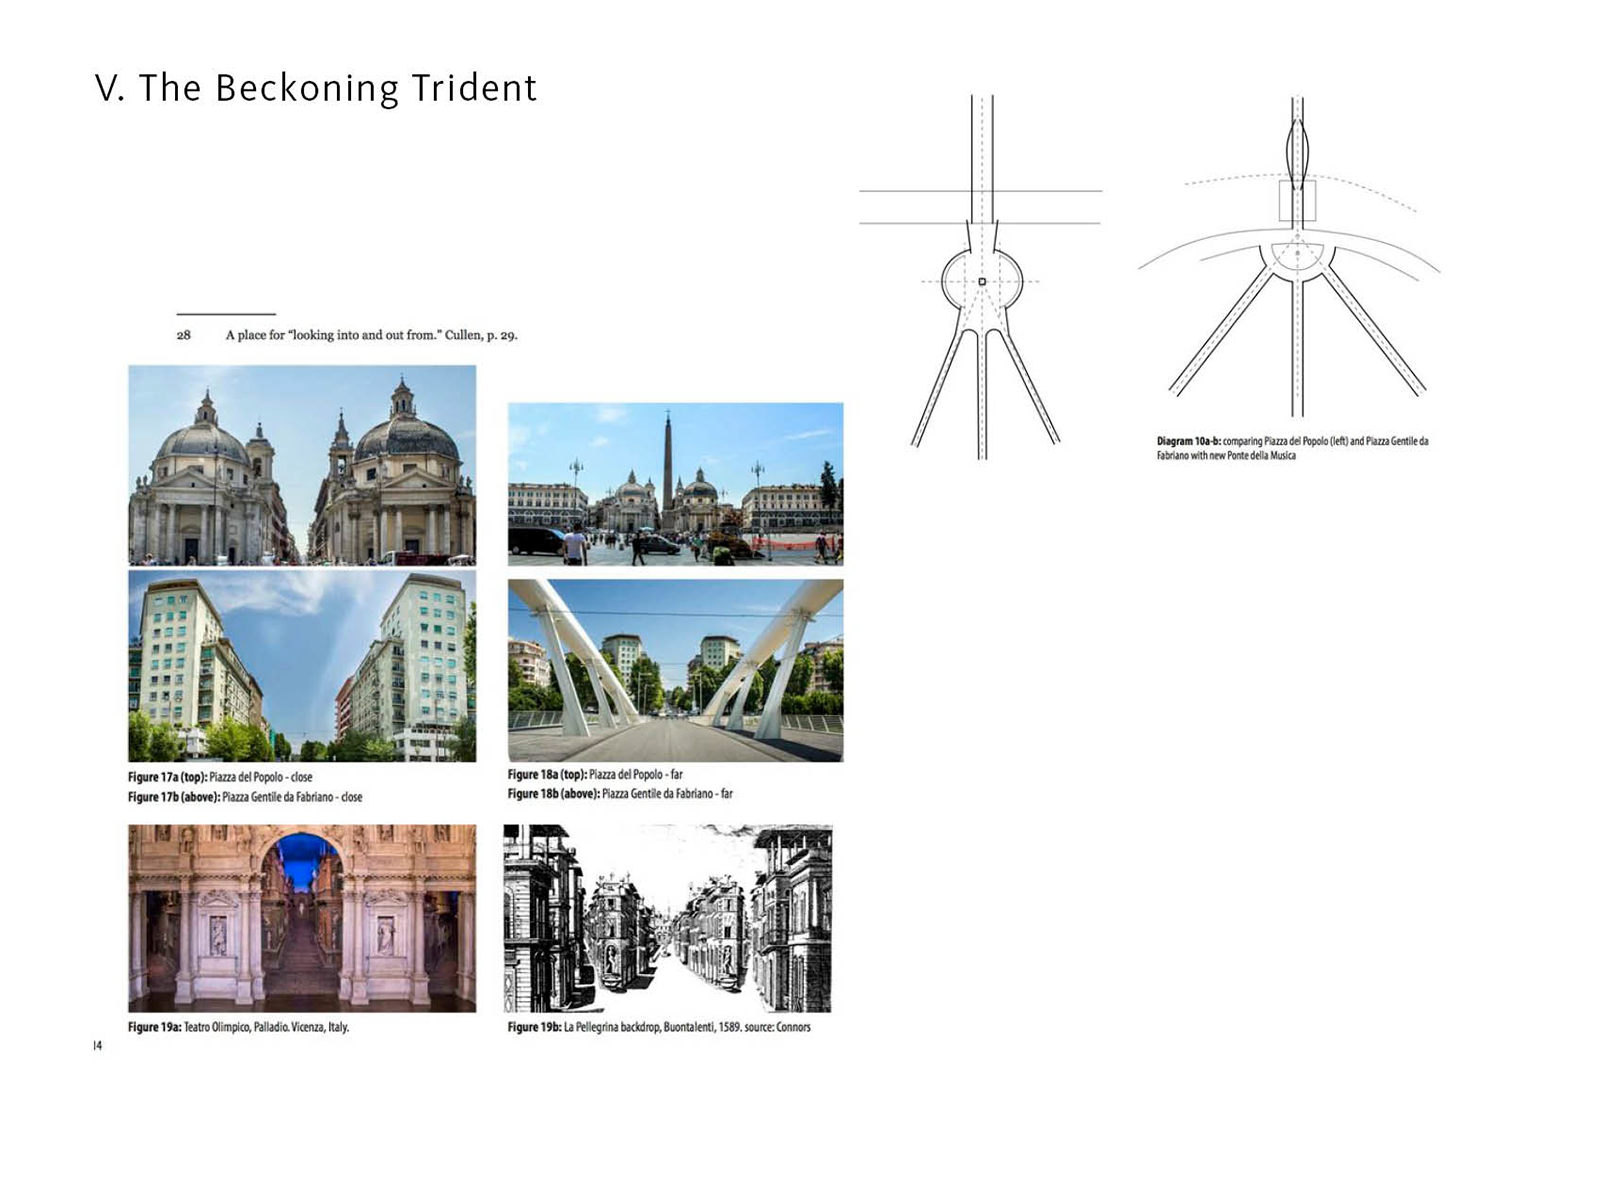 V. The Beckoning Trident
28 A place for “looking into and out from.” Cullen, p. 29.
Diagram 10a-b: comparing Piazza del Popolo (left) and Piazza Gentile da
Fabriano with new Ponte della Musica
Figure 17a (top): Piazza del Popolo - close
Figure 17b (above): Piazza Gentile da Fabriano - close
Figure 18a (top): Piazza del Popolo - far
Figure 18b (above): Piazza Gentile da Fabriano - far
Figure 19a: Teatro Olimpico, Palladio. Vicenza, Italy.
Figure 19b: La Pellegrina backdrop, Buontalenti, 1589. source: Connors
14